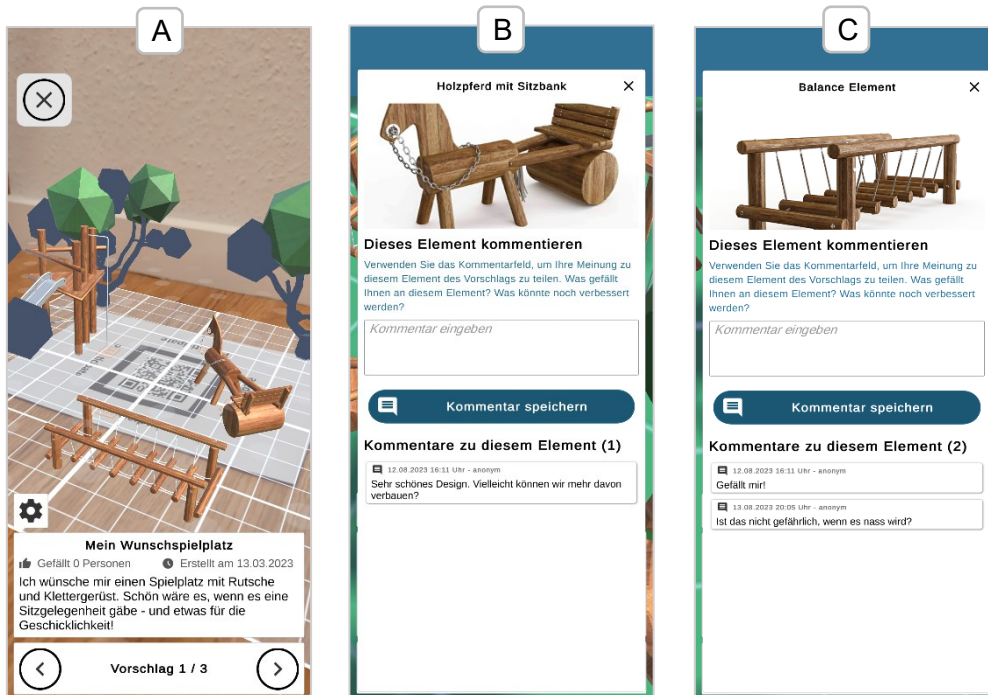 A
Mein Wunschspielplatz
Gefällt 0 Personen
Erstellt am 13.03.2023
Ich wünsche mir einen Spielplatz mit Rutsche
und Klettergerüst. Schön wäre es, wenn es eine
Sitzgelegenheit gäbe - und etwas für die
Geschicklichkeit!
Vorschlag 1 / 3
B
Holzpferd mit Sitzbank
Dieses Element kommentieren
Verwenden Sie das Kommentarfeld, um Ihre Meinung zu
diesem Element des Vorschlags zu teilen. Was gefällt
Ihnen an diesem Element? Was könnte noch verbessert
werden?
Kommentar eingeben
Kommentar speichern
Kommentare zu diesem Element (1)
12.08.2023 16:11 Uhr - anonym
Sehr schönes Design. Vielleicht können wir mehr davon
verbauen?
C
Balance Element
Dieses Element kommentieren
Verwenden Sie das Kommentarfeld, um Ihre Meinung zu
diesem Element des Vorschlags zu teilen. Was gefällt
Ihnen an diesem Element? Was könnte noch verbessert
werden?
Kommentar eingeben
Kommentar speichern
Kommentare zu diesem Element (2)
12.08.2023 16:11 Uhr - anonym
Gefällt mir!
13.08.2023 20:05 Uhr - anonym
Ist das nicht gefährlich, wenn es nass wird?